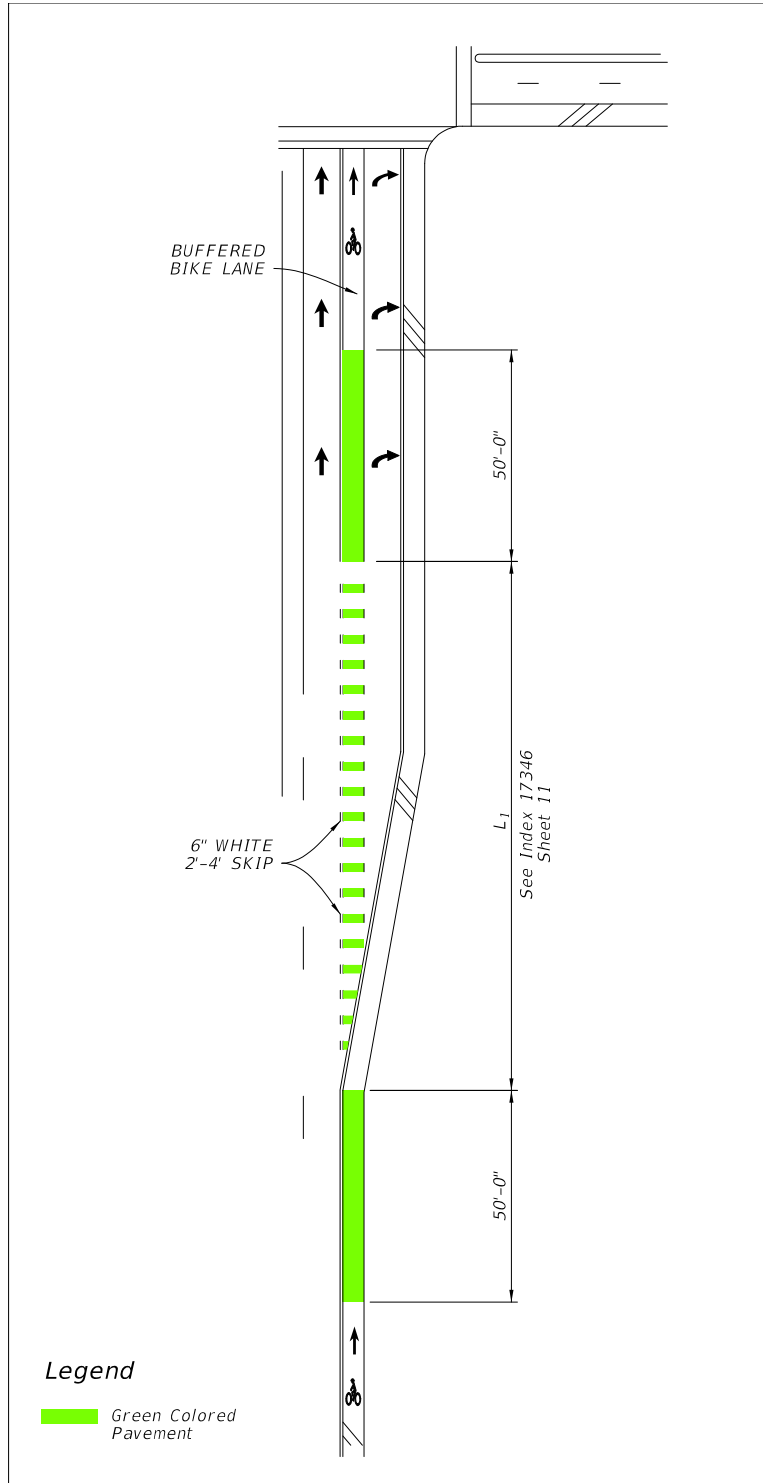 BUFFERED
BIKE LANE
50'-0"
L1
See Index 17346
Sheet 11
6" WHITE
2'-4' SKIP
50'-0"
Legend
Green Colored
Pavement